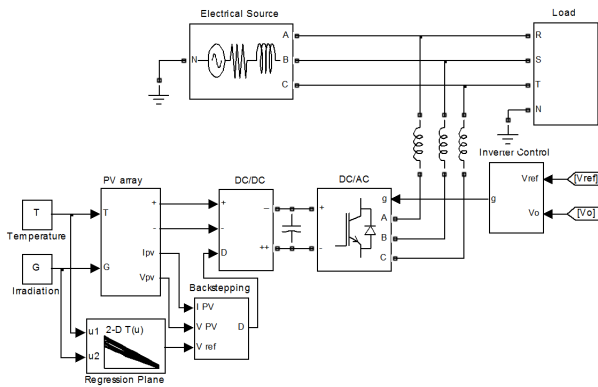 Electrical Source
Load
A
N
B
C
R
S
T
N
Inverter Control
Vref
[Vref]
g
Vo
[Vo]
PV array
DC/DC
DC/AC
T
T
+
+
–
+
g
Temperature
-
-
A
G
G
Ipv
D
++
-
B
Irradiation
Vpv
C
Backstepping
I PV
V PV
D
V ref
u1
2-D T(u)
u2
Regression Plane